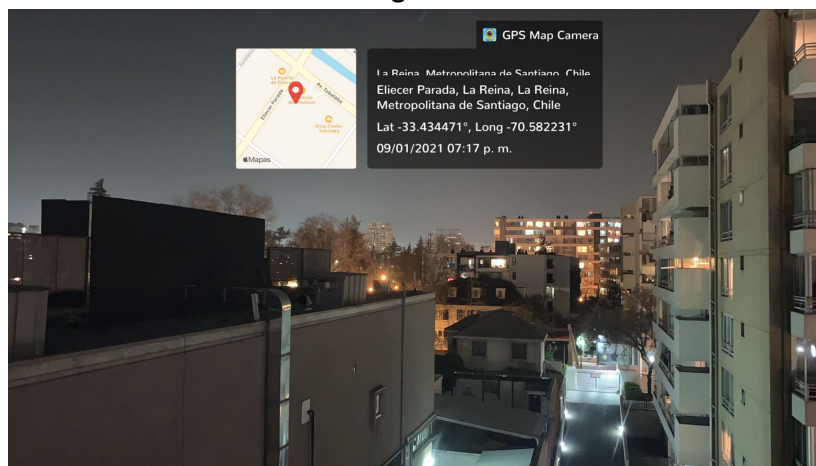 GPS Map Camera
La Reina, Metropolitana de Santiago, Chile
Eliecer Parada, La Reina, La Reina,
Metropolitana de Santiago, Chile
Lat -33.434471°, Long -70.582231°
09/01/2021 07:17 p. m.
Eliecer Parada
Av. Tobalaba
Mapas